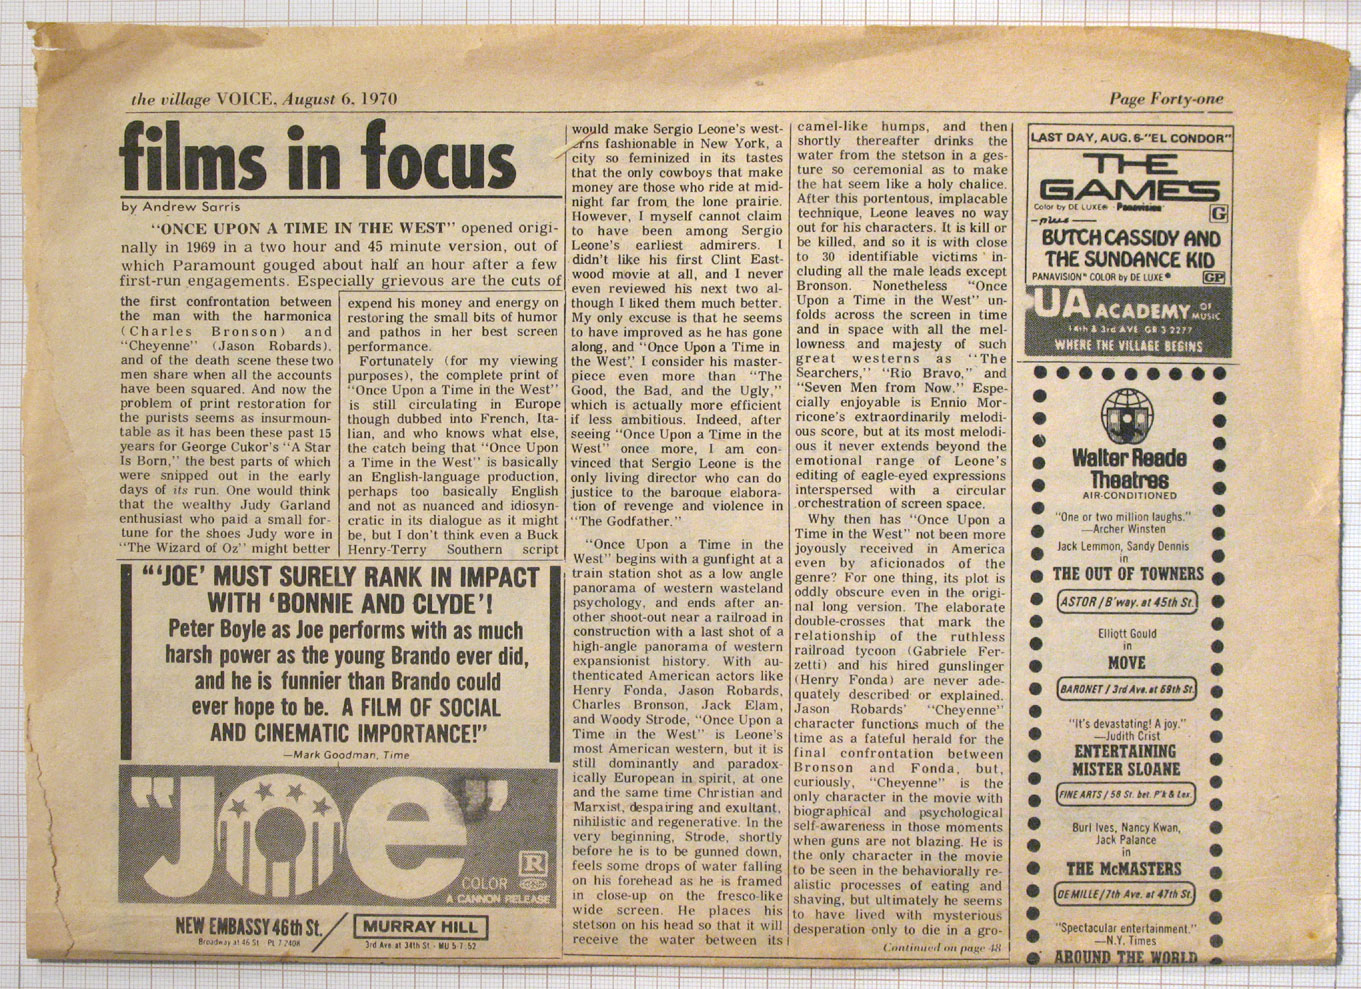 the village VOICE, August 6, 1970
Page Forty-one
films in focus
by Andrew Sarris
"ONCE UPON A TIME IN THE WEST" opened origi-
nally in 1969 in a two hour and 45 minute version, out of
which Paramount gouged about half an hour after a few
first-run engagements. Especially grievous are the cuts of
the first confrontation between
the man with the harmonica
(Charles Bronson) and
"Cheyenne" (Jason Robards),
and of the death scene these two
men share when all the accounts
have been squared. And now the
problem of print restoration for
the purists seems as insurmoun-
table as it has been these past 15
years for George Cukor's "A Star
Is Born," the best parts of which
were snipped out in the early
days of its run. One would think
that the wealthy Judy Garland
enthusiast who paid a small for-
tune for the shoes Judy wore in
"The Wizard of Oz" might better
expend his money and energy on
restoring the small bits of humor
and pathos in her best screen
performance.
Fortunately (for my viewing
purposes), the complete print of
"Once Upon a Time in the West"
is still circulating in Europe
though dubbed into French, Ita-
lian, and who knows what else,
the catch being that "Once Upon
a Time in the West" is basically
an English-language production,
perhaps too basically English
and not as nuanced and idiosyn-
cratic in its dialogue as it might
be, but I don't think even a Buck
Henry-Terry Southern script
would make Sergio Leone's west-
erns fashionable in New York, a
city so feminized in its tastes
that the only cowboys that make
money are those who ride at mid-
night far from the lone prairie.
However, I myself cannot claim
to have been among Sergio
Leone's earliest admirers. I
didn't like his first Clint East-
wood movie at all, and I never
even reviewed his next two al-
though I liked them much better.
My only excuse is that he seems
to have improved as he has gone
along, and "Once Upon a Time in
the West" I consider his master-
piece even more than "The
Good, the Bad, and the Ugly,"
which is actually more efficient
if less ambitious. Indeed, after
seeing "Once Upon a Time in the
West" once more, I am con-
vinced that Sergio Leone is the
only living director who can do
justice to the baroque elabora-
tion of revenge and violence in
"The Godfather."
"Once Upon a Time in the
West" begins with a gunfight at a
train station shot as a low angle
panorama of western wasteland
psychology, and ends after an-
other shoot-out near a railroad in
construction with a last shot of a
high-angle panorama of western
expansionist history. With au-
thenticated American actors like
Henry Fonda, Jason Robards,
Charles Bronson, Jack Elam,
and Woody Strode, "Once Upon a
Time in the West" is Leone's
most American western, but it is
still dominantly and paradox-
ically European in spirit, at one
and the same time Christian and
Marxist, despairing and exultant,
nihilistic and regenerative. In the
very beginning, Strode, shortly
before he is to be gunned down,
feels some drops of water falling
on his forehead as he is framed
in close-up on the fresco-like
wide screen. He places his
stetson on his head so that it will
receive the water between its
camel-like humps, and then
shortly thereafter drinks the
water from the stetson in a ges-
ture so ceremonial as to make
the hat seem like a holy chalice.
After this portentous, implacable
technique, Leone leaves no way
out for his characters. It is kill or
be killed, and so it is with close
to 30 identifiable victims in-
cluding all the male leads except
Bronson. Nonetheless "Once
Upon a Time in the West" un-
folds across the screen in time
and in space with all the mel-
lowness and majesty of such
great westerns as "The
Searchers," "Rio Bravo," and
"Seven Men from Now." Espe-
cially enjoyable is Ennio Mor-
ricone's extraordinarily melodi-
ous score, but at its most melodi-
ous it never extends beyond the
emotional range of Leone's
editing of eagle-eyed expressions
interspersed with a circular
orchestration of screen space.
Why then has "Once Upon a
Time in the West" not been more
joyously received in America
even by aficionados of the
genre? For one thing, its plot is
oddly obscure even in the origi-
nal long version. The elaborate
double-crosses that mark the
relationship of the ruthless
railroad tycoon (Gabriele Fer-
zetti) and his hired gunslinger
(Henry Fonda) are never ade-
quately described or explained.
Jason Robards' "Cheyenne"
character functions much of the
time as a fateful herald for the
final confrontation between
Bronson and Fonda, but,
curiously, "Cheyenne" is the
only character in the movie with
biographical and psychological
self-awareness in those moments
when guns are not blazing. He is
the only character in the movie
to be seen in the behaviorally re-
alistic processes of eating and
shaving, but ultimately he seems
to have lived with mysterious
desperation only to die in a gro-
Continued on page 48
"'JOE' MUST SURELY RANK IN IMPACT
WITH 'BONNIE AND CLYDE'!
Peter Boyle as Joe performs with as much
harsh power as the young Brando ever did,
and he is funnier than Brando could
ever hope to be. A FILM OF SOCIAL
AND CINEMATIC IMPORTANCE!"
—Mark Goodman, Time
"JOE"
COLOR
R
A CANNON RELEASE
NEW EMBASSY 46th St.
Broadway at 46 St. PL 7 2408
MURRAY HILL
3rd Ave. at 34th St. - MU 5 7652
LAST DAY, AUG. 6-"EL CONDOR"
THE
GAMES
Color by DE LUXE® Panavision
G
-plus-
BUTCH CASSIDY AND
THE SUNDANCE KID
PANAVISION® COLOR by DE LUXE®
GP
UA ACADEMY OF MUSIC
14th & 3rd AVE GR 3 2277
WHERE THE VILLAGE BEGINS
Walter Reade
Theatres
AIR-CONDITIONED
"One or two million laughs."
—Archer Winsten
Jack Lemmon, Sandy Dennis
in
THE OUT OF TOWNERS
ASTOR/B'way. at 45th St.
Elliott Gould
in
MOVE
BARONET/3rd Ave. at 59th St.
"It's devastating! A joy."
—Judith Crist
ENTERTAINING
MISTER SLOANE
FINE ARTS/58 St. bet. P'k & Lex.
Burl Ives, Nancy Kwan,
Jack Palance
in
THE McMASTERS
DE MILLE/7th Ave. at 47th St.
"Spectacular entertainment."
—N.Y. Times
AROUND THE WORLD